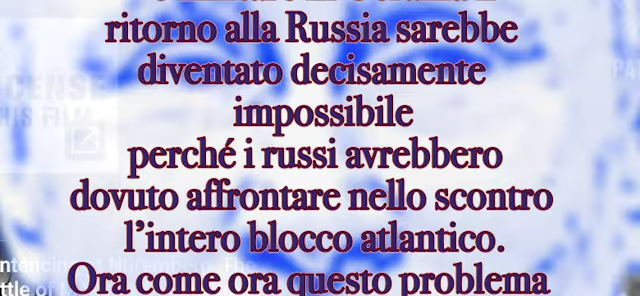 ritorno alla Russia sarebbe
diventato decisamente
impossibile
perché i russi avrebbero
dovuto affrontare nello scontro
l'intero blocco atlantico.
Ora come ora questo problema